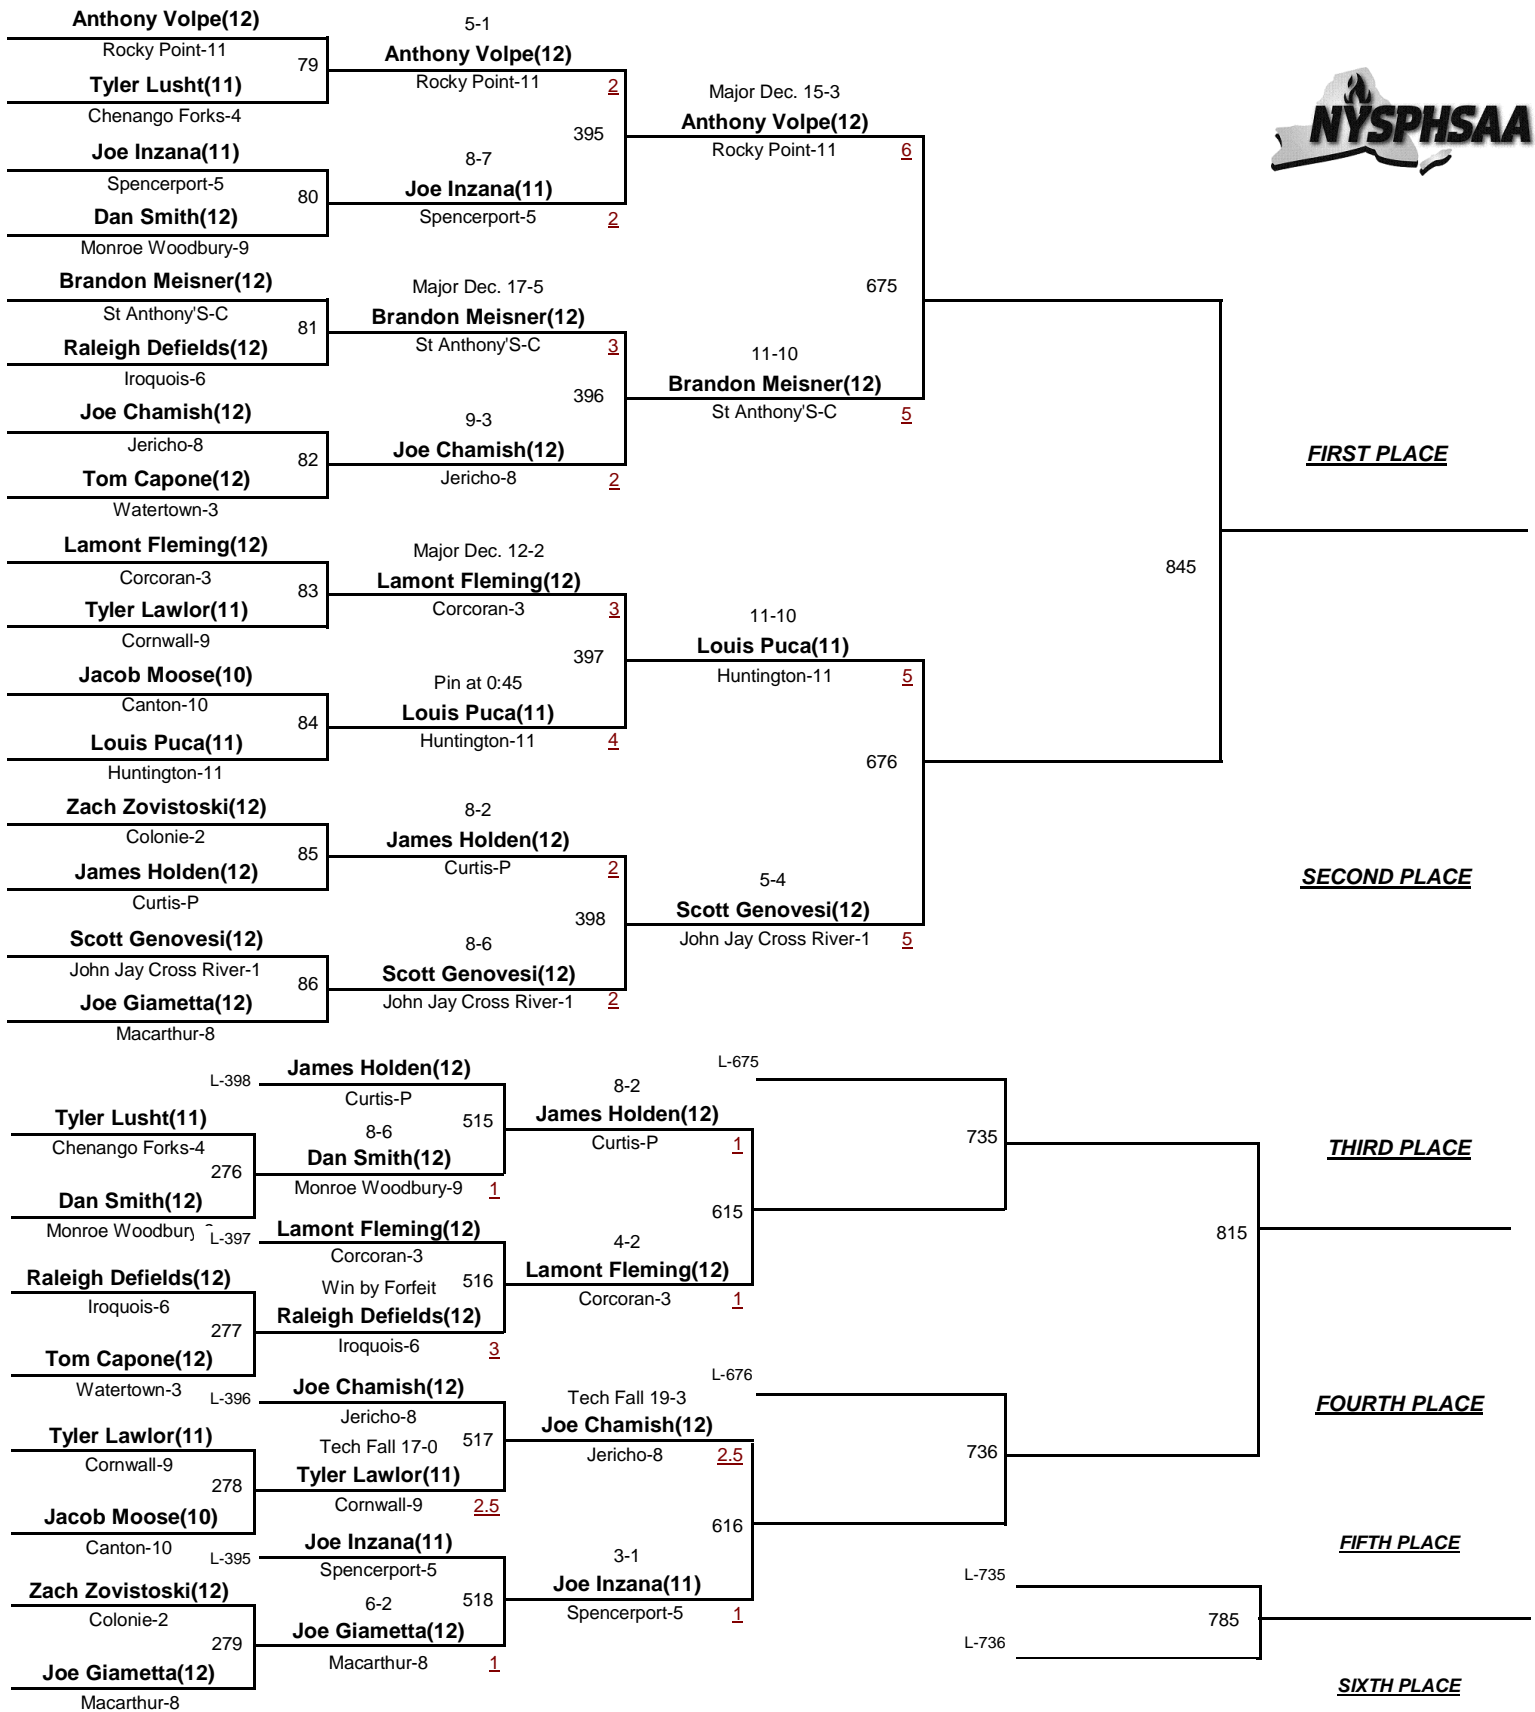 Anthony Volpe(12)
Rocky Point-11
79
Tyler Lusht(11)
Chenango Forks-4
Joe Inzana(11)
Spencerport-5
80
Dan Smith(12)
Monroe Woodbury-9
Brandon Meisner(12)
St Anthony'S-C
81
Raleigh Defields(12)
Iroquois-6
Joe Chamish(12)
Jericho-8
82
Tom Capone(12)
Watertown-3
Lamont Fleming(12)
Corcoran-3
83
Tyler Lawlor(11)
Cornwall-9
Jacob Moose(10)
Canton-10
84
Louis Puca(11)
Huntington-11
Zach Zovistoski(12)
Colonie-2
85
James Holden(12)
Curtis-P
Scott Genovesi(12)
John Jay Cross River-1
86
Joe Giametta(12)
Macarthur-8
5-1
Anthony Volpe(12)
Rocky Point-11
2
395
8-7
Joe Inzana(11)
Spencerport-5
2
Major Dec. 17-5
Brandon Meisner(12)
St Anthony'S-C
3
396
9-3
Joe Chamish(12)
Jericho-8
2
Major Dec. 12-2
Lamont Fleming(12)
Corcoran-3
3
397
Pin at 0:45
Louis Puca(11)
Huntington-11
4
8-2
James Holden(12)
Curtis-P
2
398
8-6
Scott Genovesi(12)
John Jay Cross River-1
2
Major Dec. 15-3
Anthony Volpe(12)
Rocky Point-11
6
675
11-10
Brandon Meisner(12)
St Anthony'S-C
5
11-10
Louis Puca(11)
Huntington-11
5
676
5-4
Scott Genovesi(12)
John Jay Cross River-1
5
845
NYSPHSAA
FIRST PLACE
SECOND PLACE
Tyler Lusht(11)
Chenango Forks-4
276
Dan Smith(12)
Monroe Woodbury
Raleigh Defields(12)
Iroquois-6
277
Tom Capone(12)
Watertown-3
Tyler Lawlor(11)
Cornwall-9
278
Jacob Moose(10)
Canton-10
Zach Zovistoski(12)
Colonie-2
279
Joe Giametta(12)
Macarthur-8
L-398
James Holden(12)
Curtis-P
515
8-6
Dan Smith(12)
Monroe Woodbury-9
1
L-397
Lamont Fleming(12)
Corcoran-3
516
Win by Forfeit
Raleigh Defields(12)
Iroquois-6
3
L-396
Joe Chamish(12)
Jericho-8
517
Tech Fall 17-0
Tyler Lawlor(11)
Cornwall-9
2.5
L-395
Joe Inzana(11)
Spencerport-5
518
6-2
Joe Giametta(12)
Macarthur-8
1
8-2
James Holden(12)
Curtis-P
1
615
4-2
Lamont Fleming(12)
Corcoran-3
1
Tech Fall 19-3
Joe Chamish(12)
Jericho-8
2.5
616
3-1
Joe Inzana(11)
Spencerport-5
1
L-675
735
L-676
736
815
THIRD PLACE
FOURTH PLACE
L-735
785
L-736
FIFTH PLACE
SIXTH PLACE